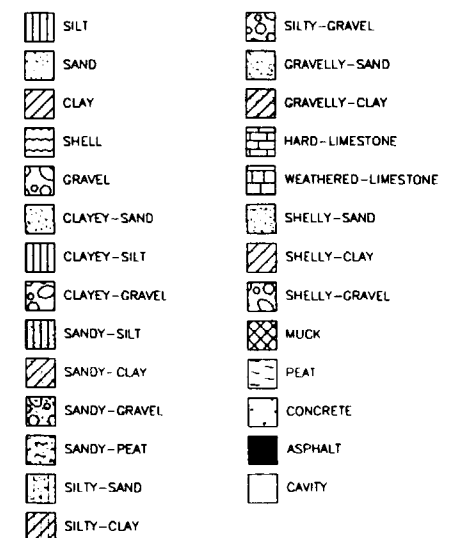 SILT
SAND
CLAY
SHELL
GRAVEL
CLAYEY-SAND
CLAYEY-SILT
CLAYEY-GRAVEL
SANDY-SILT
SANDY-CLAY
SANDY-GRAVEL
SANDY-PEAT
SILTY-SAND
SILTY-CLAY
SILTY-GRAVEL
GRAVELLY-SAND
GRAVELLY-CLAY
HARD-LIMESTONE
WEATHERED-LIMESTONE
SHELLY-SAND
SHELLY-CLAY
SHELLY-GRAVEL
MUCK
PEAT
CONCRETE
ASPHALT
CAVITY